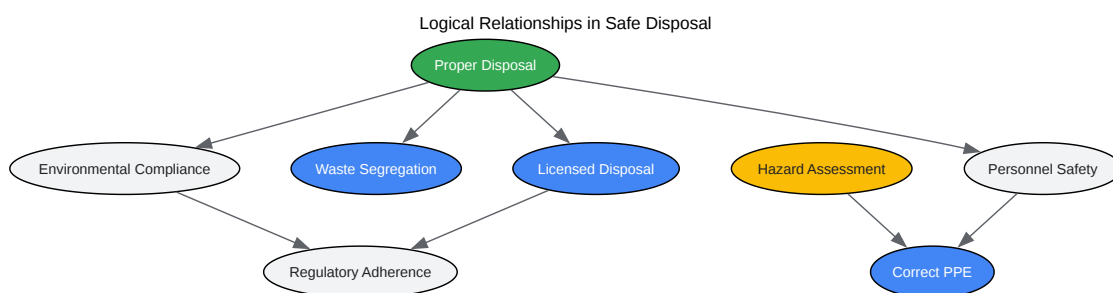 Logical Relationships in Safe Disposal
Proper Disposal
Environmental Compliance
Waste Segregation
Licensed Disposal
Hazard Assessment
Personnel Safety
Regulatory Adherence
Correct PPE